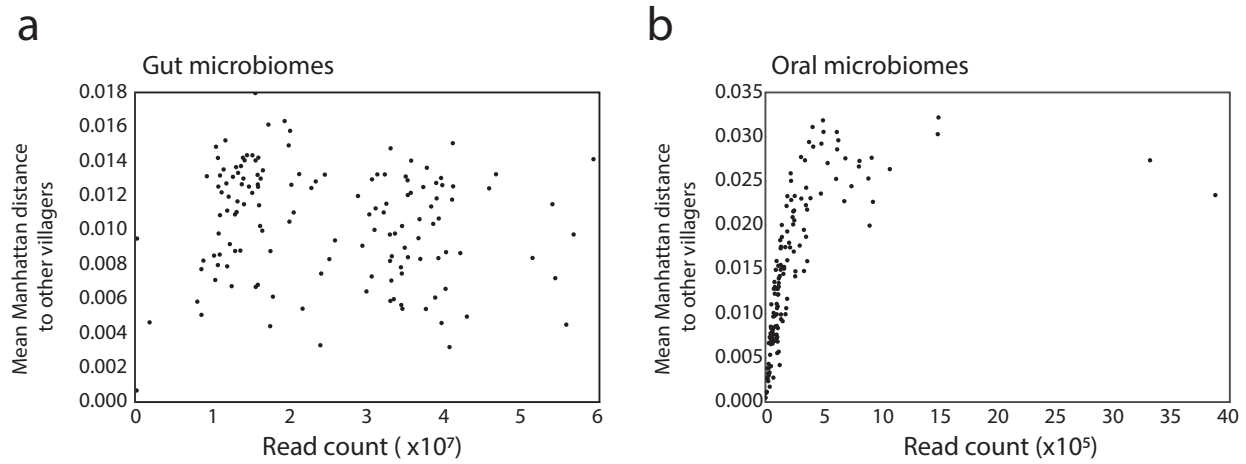 a
Gut microbiomes
Mean Manhattan distance
to other villagers
0.018
0.016
0.014
0.012
0.010
0.008
0.006
0.004
0.002
0.000
0 1 2 3 4 5 6
Read count ( x10⁷)
b
Oral microbiomes
Mean Manhattan distance
to other villagers
0.035
0.030
0.025
0.020
0.015
0.010
0.005
0.000
0 5 10 15 20 25 30 35 40
Read count (x10⁵)